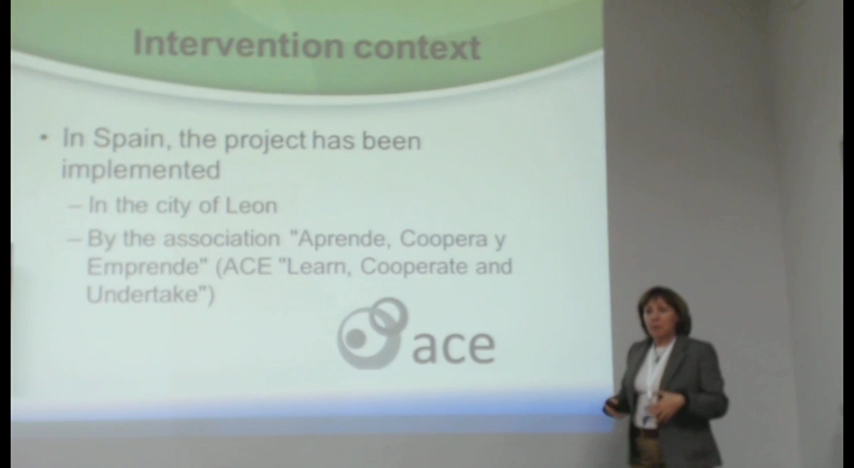 Intervention context
• In Spain, the project has been
implemented
– In the city of Leon
– By the association "Aprende, Coopera y
Emprende" (ACE "Learn, Cooperate and
Undertake")
ace